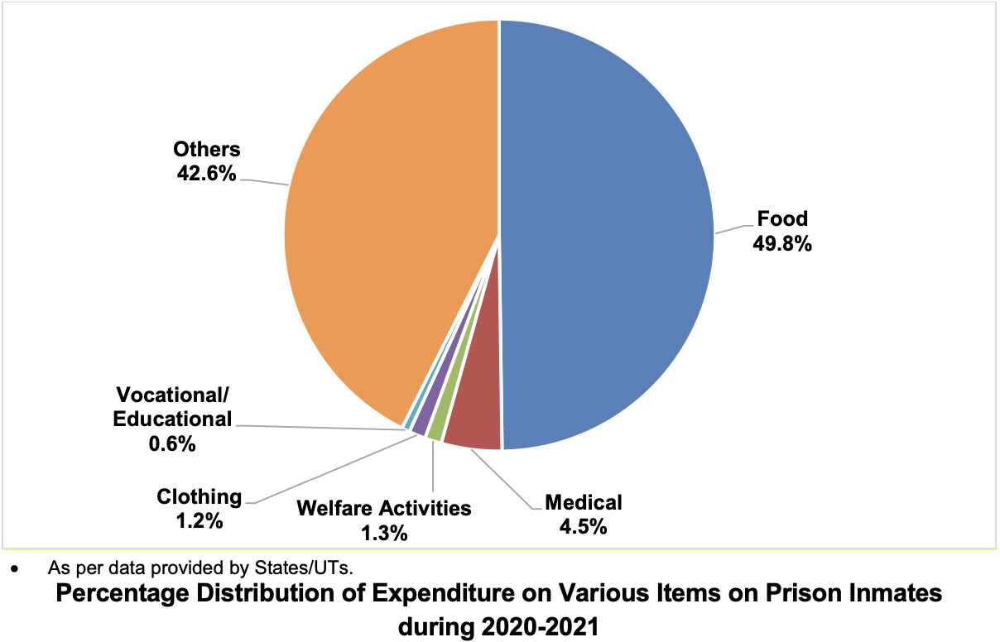 Others
42.6%
Food
49.8%
Vocational/
Educational
0.6%
Clothing
1.2%
Welfare Activities
1.3%
Medical
4.5%
• As per data provided by States/UTs.
Percentage Distribution of Expenditure on Various Items on Prison Inmates
during 2020-2021